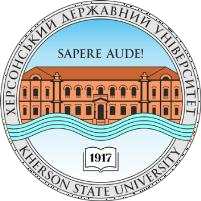 ХЕРСОНСЬКИЙ ДЕРЖАВНИЙ УНІВЕРСИТЕТ
SAPERE AUDE!
1917
KHERSON STATE UNIVERSITY